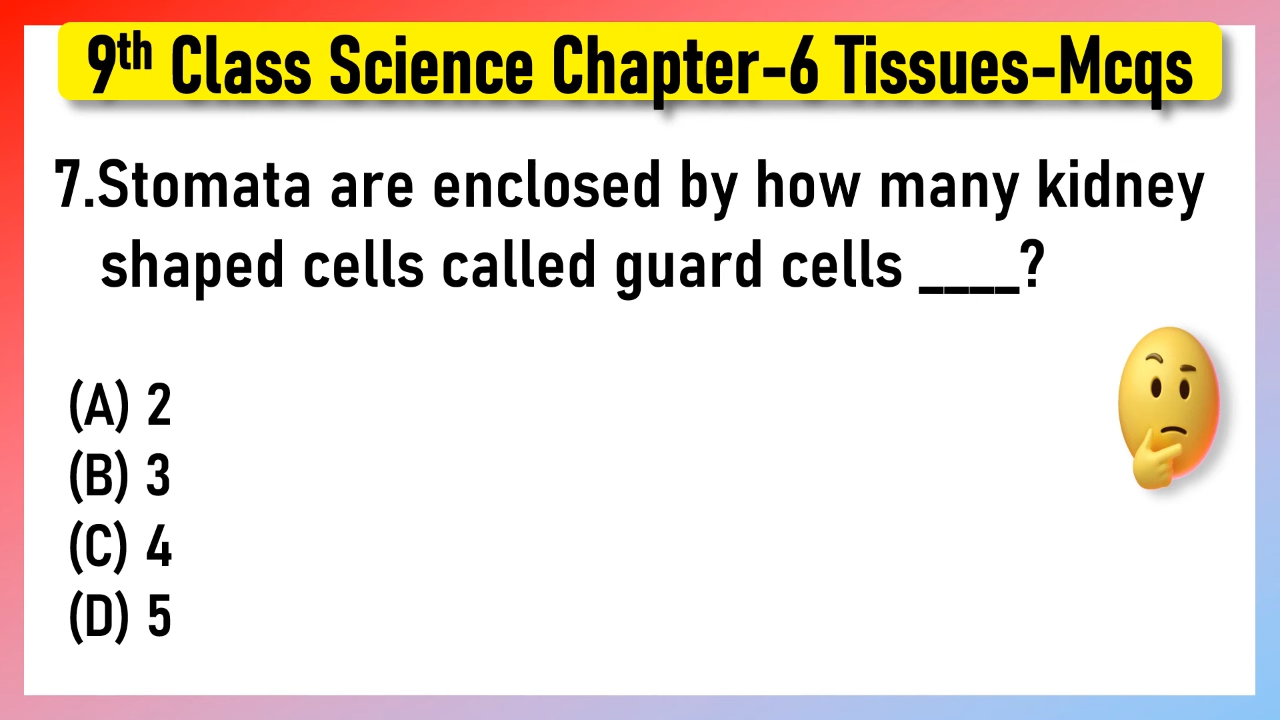 9th Class Science Chapter-6 Tissues-Mcqs
7.Stomata are enclosed by how many kidney
shaped cells called guard cells ____?
(A) 2
(B) 3
(C) 4
(D) 5